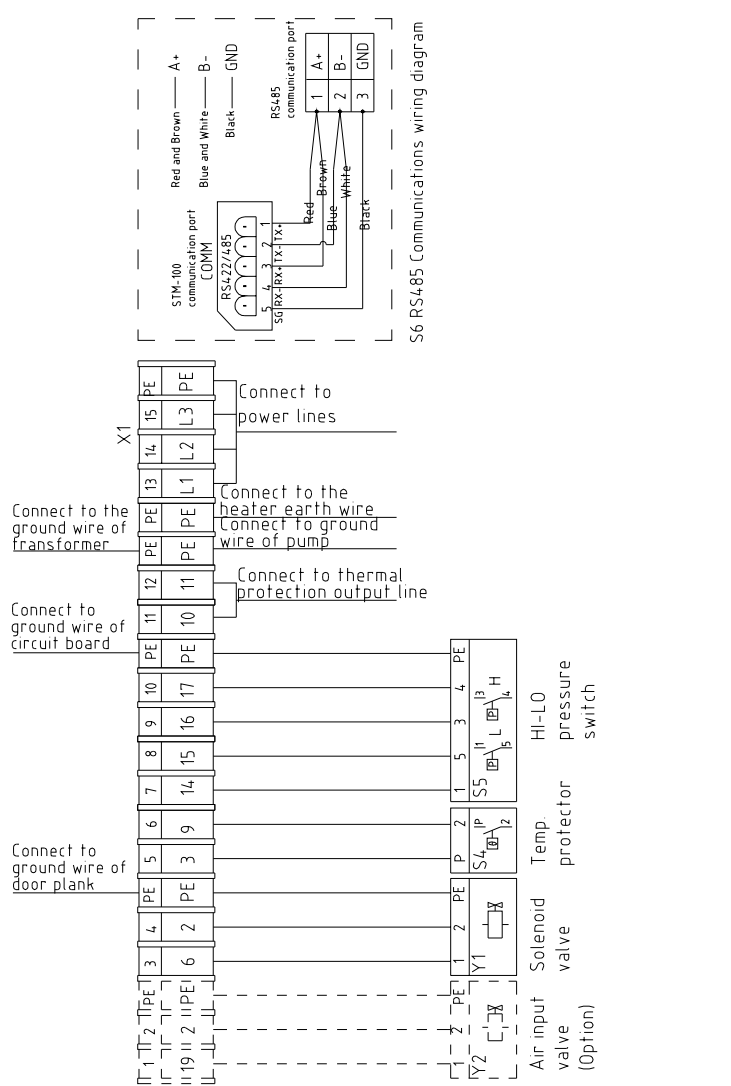 S6 RS485 Communications wiring diagram
Red and Brown A+
Blue and White B-
Black GND
RS485
communication port
1 A+
2 B-
3 GND
Red
Brown
Blue
White
Black
STM-100
communication port
COMM
RS422/485
1 TX+
2 TX-
3 RX+
4 RX-
5 SG
X1
PE PE
15 L3
14 L2
13 L1
PE PE
PE PE
12 11
11 10
PE PE
10 17
9 16
8 15
7 14
6 9
5 3
PE PE
4 2
3 6
PE PE
2 2
1 19
Connect to
power lines
Connect to the
heater earth wire
Connect to ground
wire of pump
Connect to the
ground wire of
fransformer
Connect to thermal
protection output line
Connect to
ground wire of
circuit board
Connect to
ground wire of
door plank
PE
4
3
5
1
S5
P 3 4 H
P 1 5 L
HI-LO
pressure
switch
2
P
S4
θ 1P 2
Temp.
protector
PE
2
1
Y1
Solenoid
valve
PE
2
1
Y2
Air input
valve
(Option)